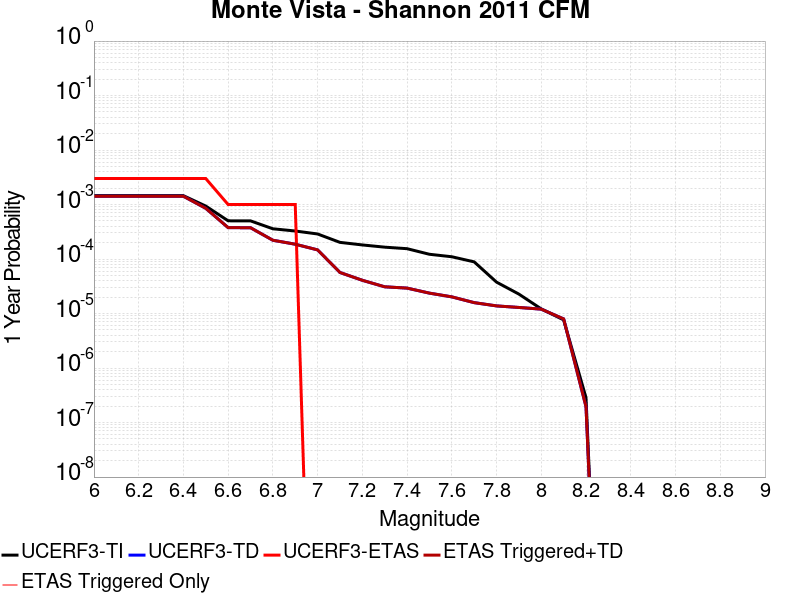 Monte Vista - Shannon 2011 CFM
10^0
10^-1
10^-2
10^-3
10^-4
10^-5
10^-6
10^-7
10^-8
1 Year Probability
6 6.2 6.4 6.6 6.8 7 7.2 7.4 7.6 7.8 8 8.2 8.4 8.6 8.8 9
Magnitude
UCERF3-TI UCERF3-TD UCERF3-ETAS ETAS Triggered+TD
ETAS Triggered Only